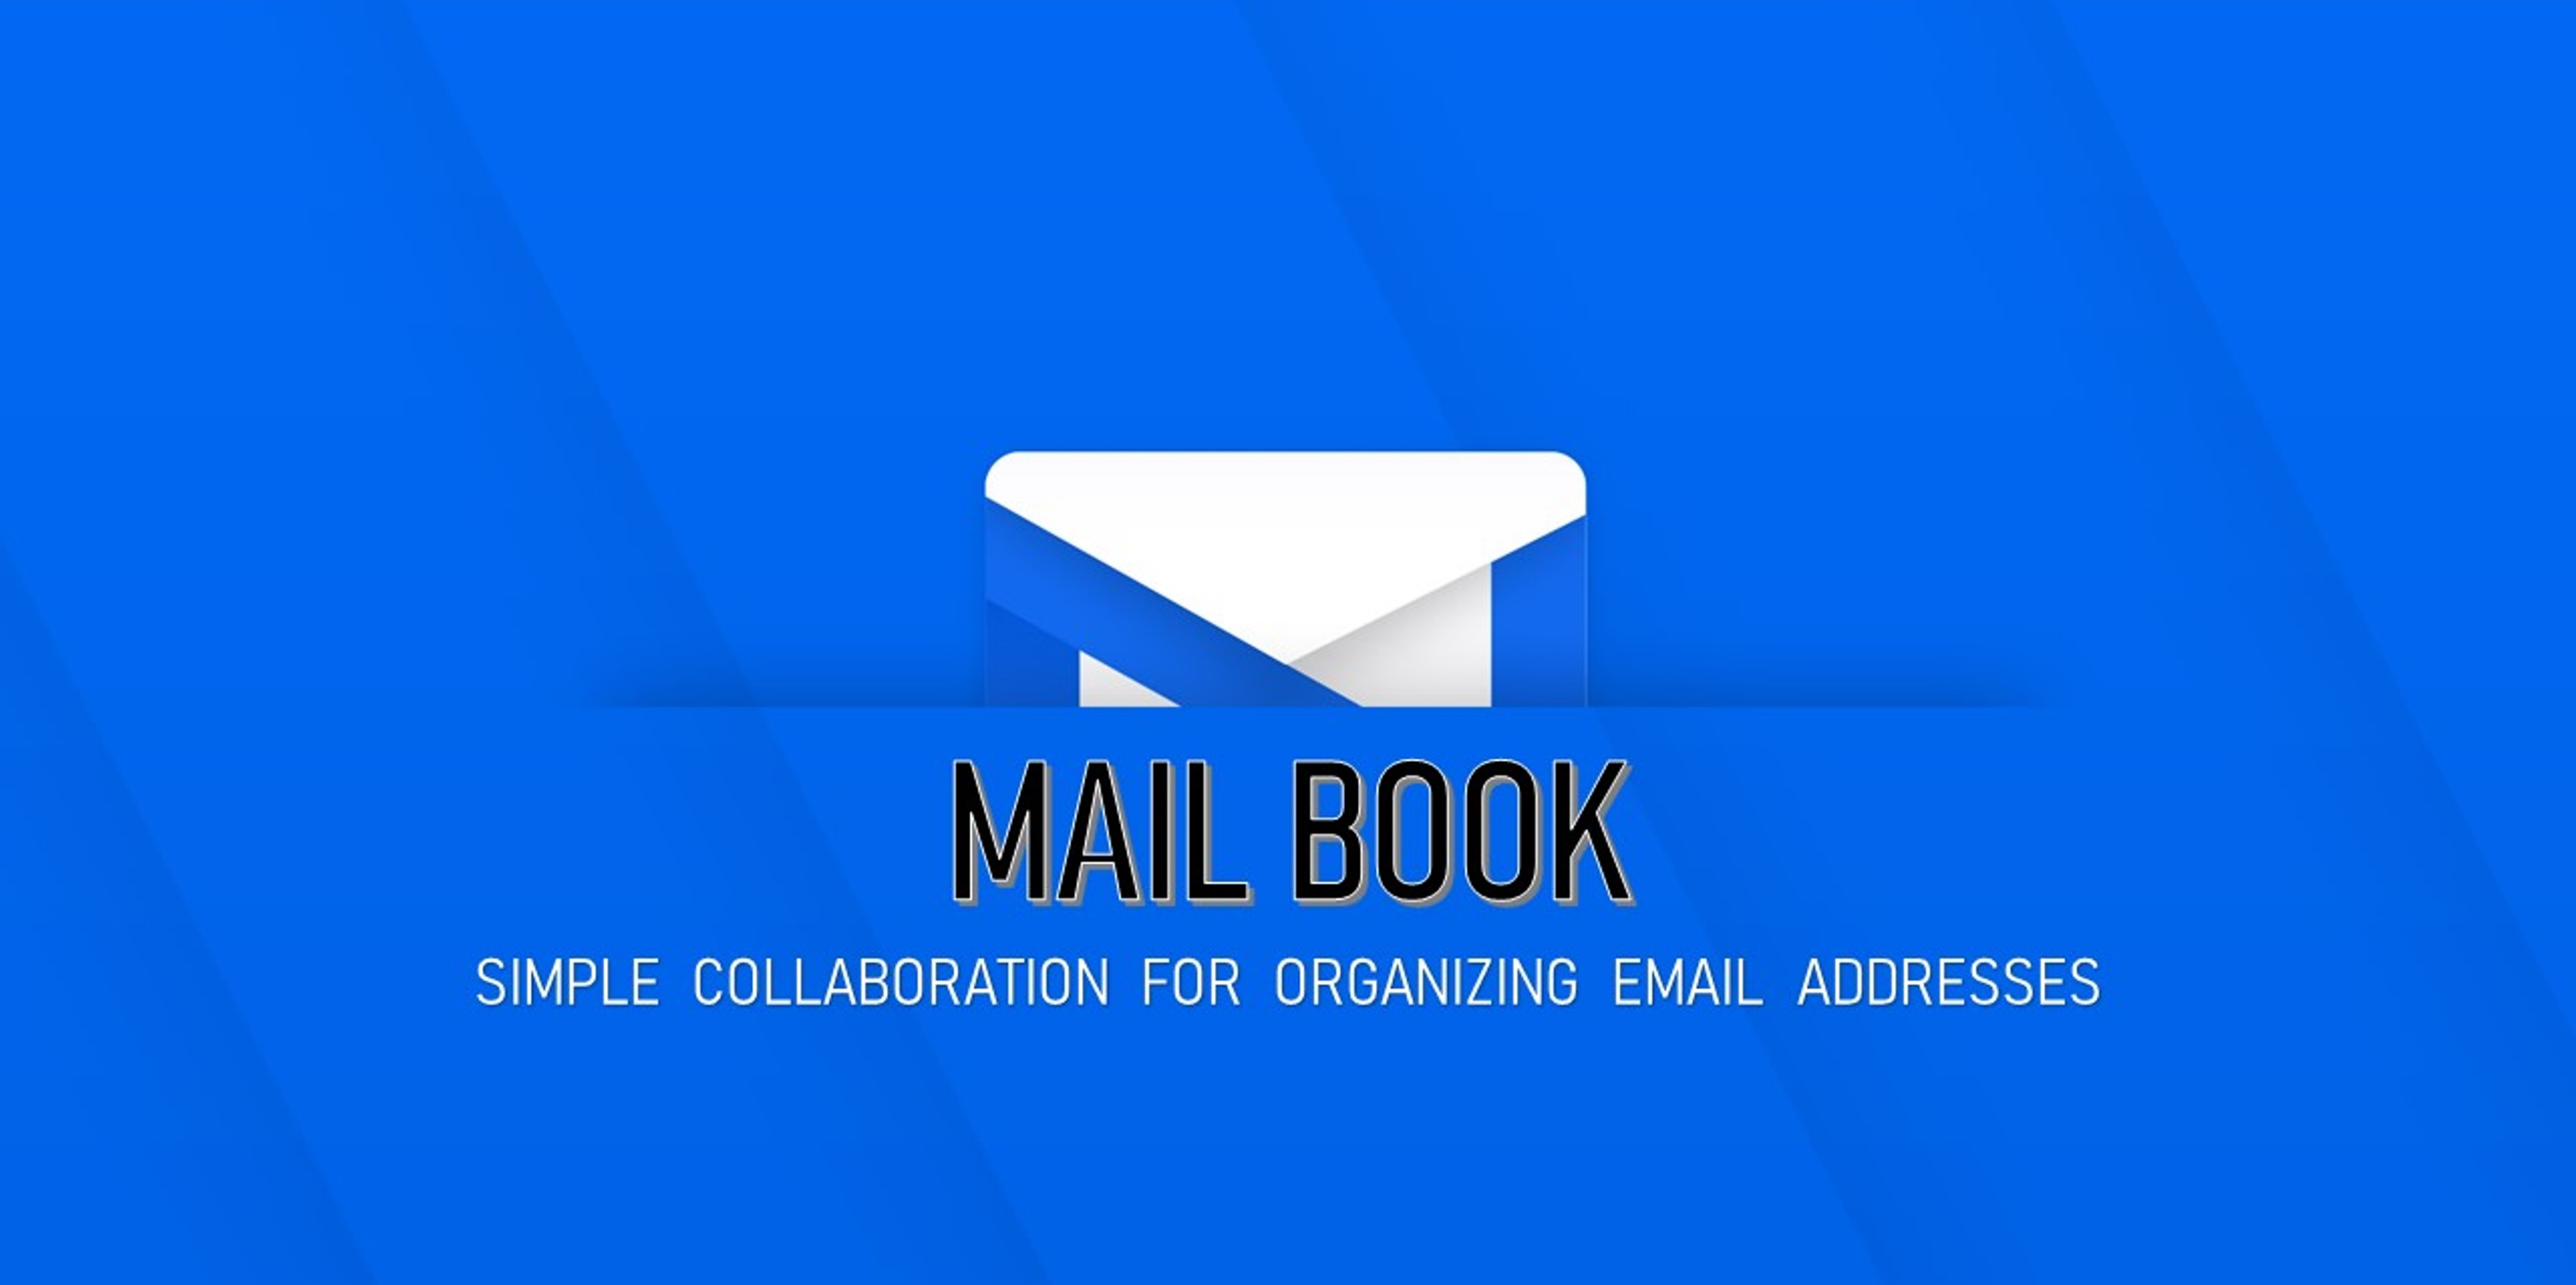 MAIL BOOK
SIMPLE COLLABORATION FOR ORGANIZING EMAIL ADDRESSES